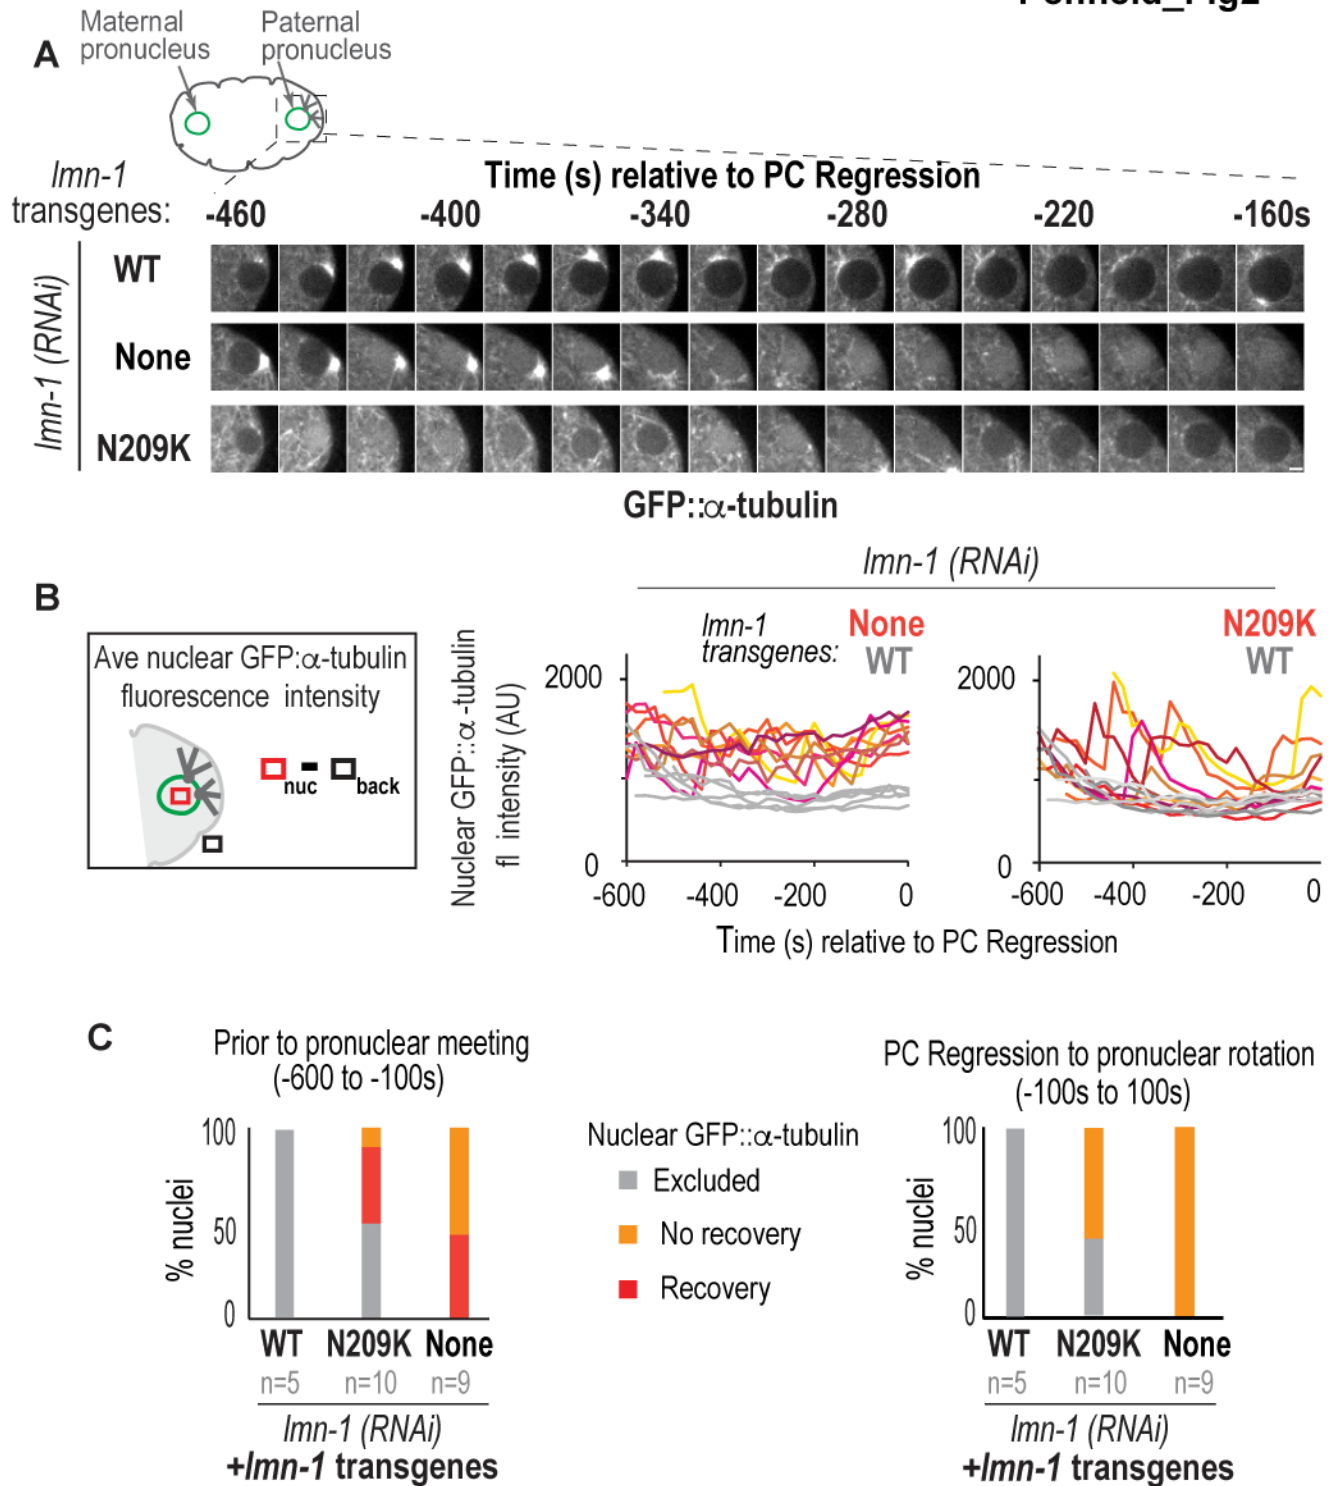 A
Maternal
pronucleus
Paternal
pronucleus
lmn-1
transgenes:
Time (s) relative to PC Regression
-460 -400 -340 -280 -220 -160s
lmn-1 (RNAi)
WT
None
N209K
GFP::α-tubulin
B
lmn-1 (RNAi)
Ave nuclear GFP:α-tubulin
fluorescence intensity
nuc - back
Nuclear GFP::α-tubulin
fl intensity (AU)
lmn-1
transgenes:
None
WT
2000
0
-600 -400 -200 0
N209K
WT
2000
0
-600 -400 -200 0
Time (s) relative to PC Regression
C
Prior to pronuclear meeting
(-600 to -100s)
% nuclei
100
50
0
WT N209K None
n=5 n=10 n=9
lmn-1 (RNAi)
+lmn-1 transgenes
Nuclear GFP::α-tubulin
Excluded
No recovery
Recovery
PC Regression to pronuclear rotation
(-100s to 100s)
% nuclei
100
50
0
WT N209K None
n=5 n=10 n=9
lmn-1 (RNAi)
+lmn-1 transgenes